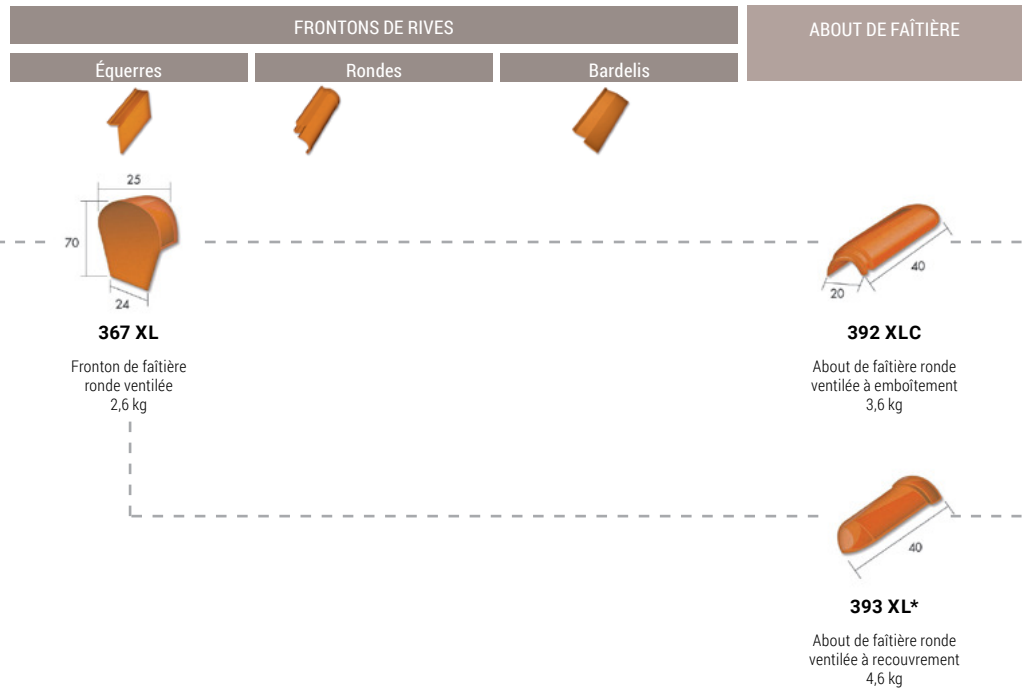 FRONTONS DE RIVES
ABOUT DE FAÎTIÈRE
Équerres
Rondes
Bardelis
25
70
24
367 XL
Fronton de faîtière
ronde ventilée
2,6 kg
40
20
392 XLC
About de faîtière ronde
ventilée à emboîtement
3,6 kg
40
393 XL*
About de faîtière ronde
ventilée à recouvrement
4,6 kg